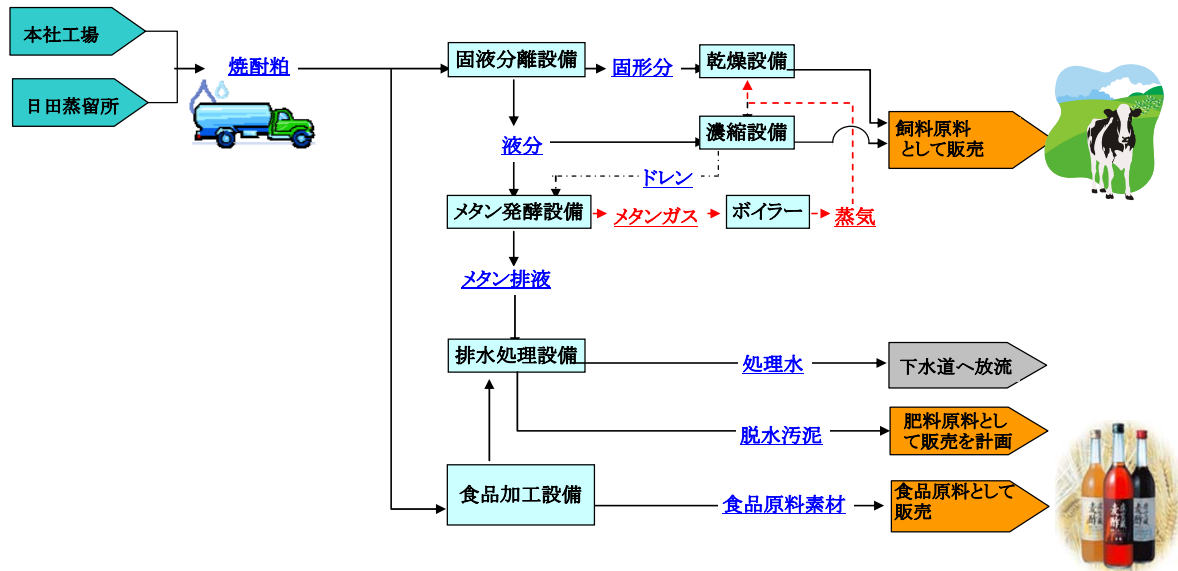 本社工場
日田蒸留所
焼酎粕
固液分離設備
固形分
乾燥設備
液分
濃縮設備
飼料原料
として販売
ドレン
メタン発酵設備
メタンガス
ボイラー
蒸気
メタン排液
排水処理設備
処理水
下水道へ放流
脱水汚泥
肥料原料とし
て販売を計画
食品加工設備
食品原料素材
食品原料として
販売